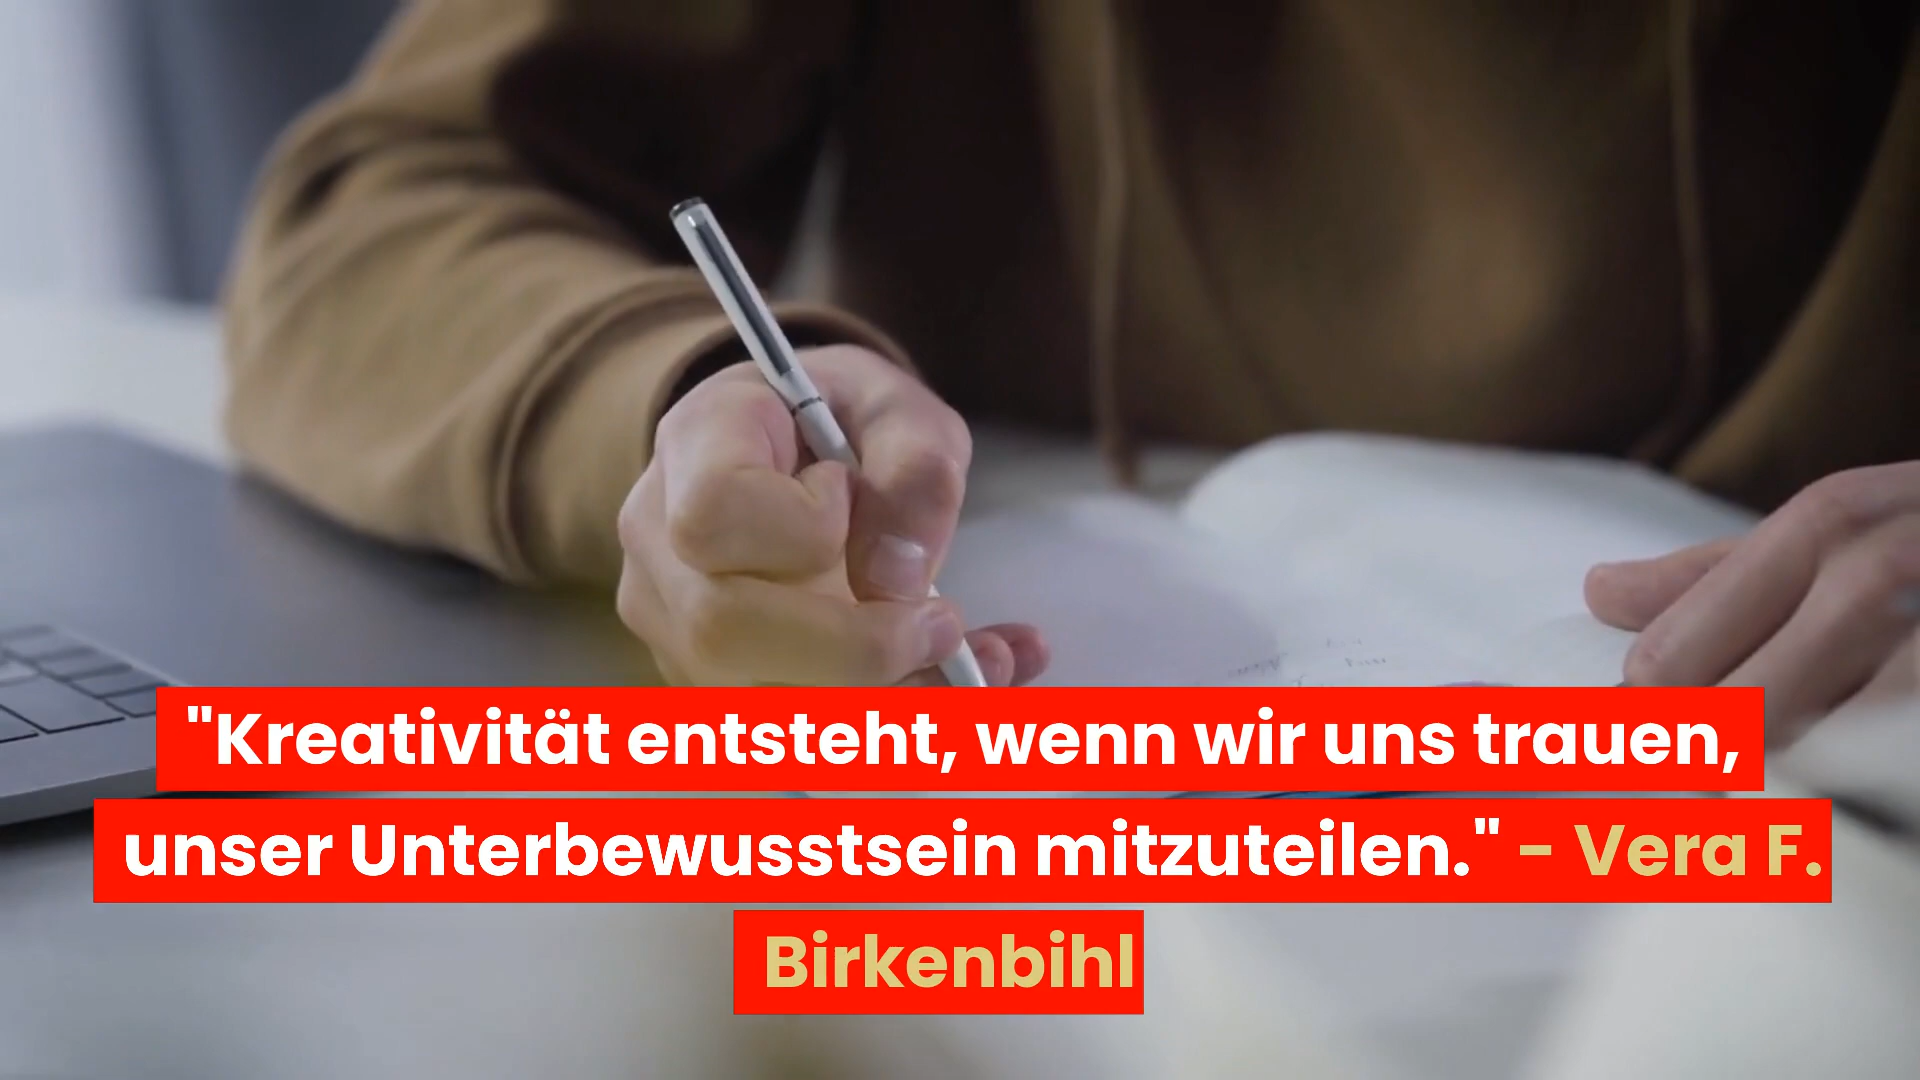 "Kreativität entsteht, wenn wir uns trauen,
unser Unterbewusstsein mitzuteilen." - Vera F.
Birkenbihl